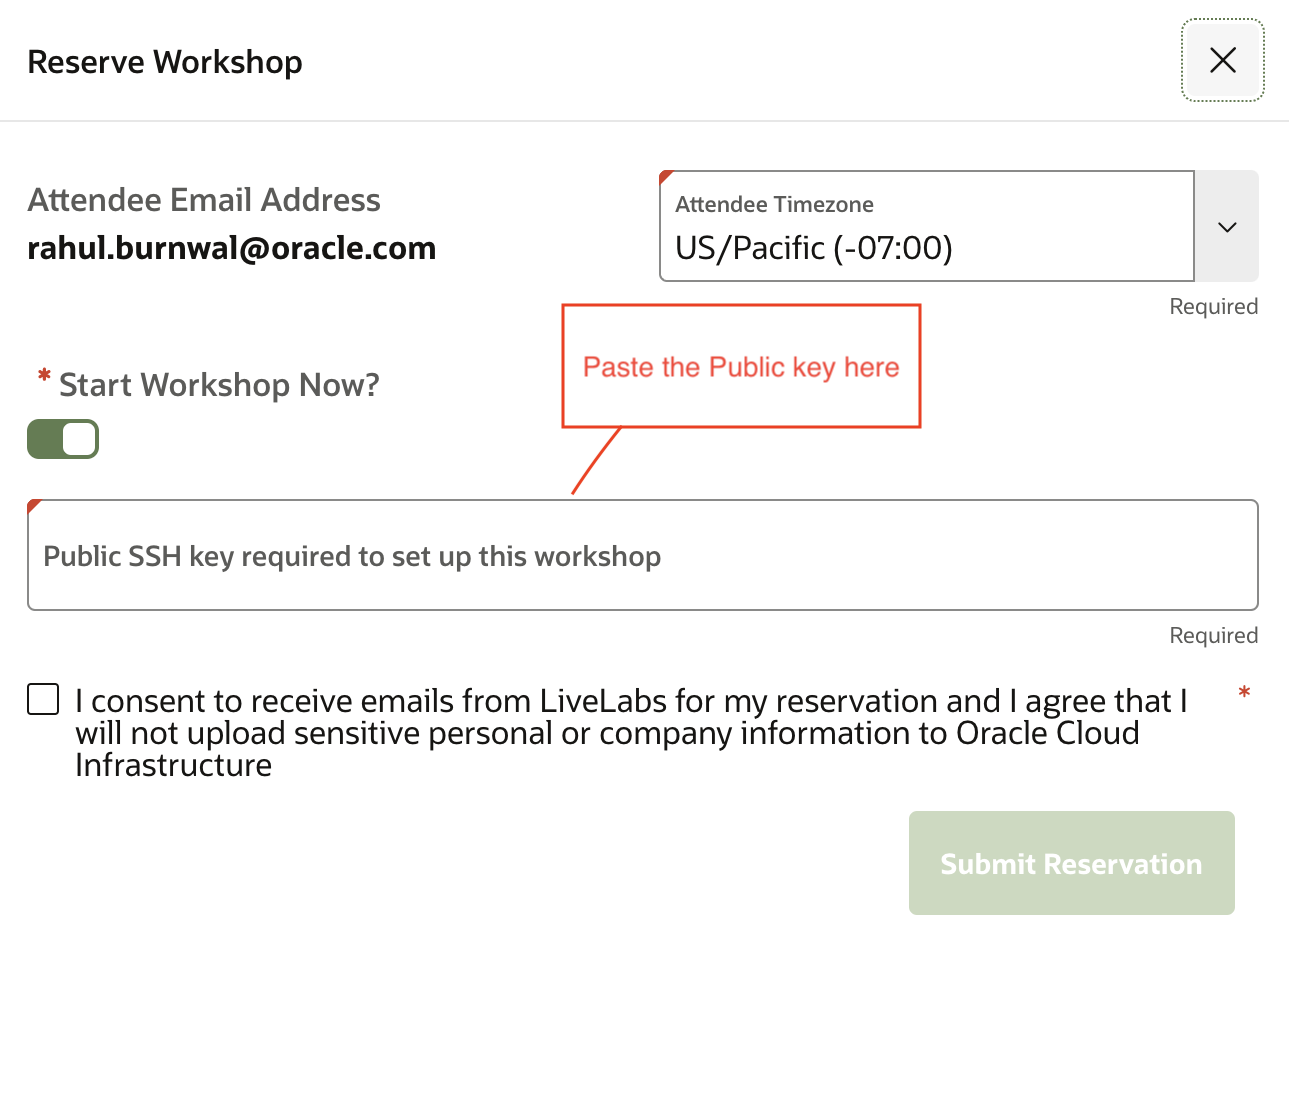 Reserve Workshop
Attendee Email Address
rahul.burnwal@oracle.com
Attendee Timezone
US/Pacific (-07:00)
Required
Paste the Public key here
* Start Workshop Now?
Public SSH key required to set up this workshop
Required
I consent to receive emails from LiveLabs for my reservation and I agree that I *
will not upload sensitive personal or company information to Oracle Cloud
Infrastructure
Submit Reservation